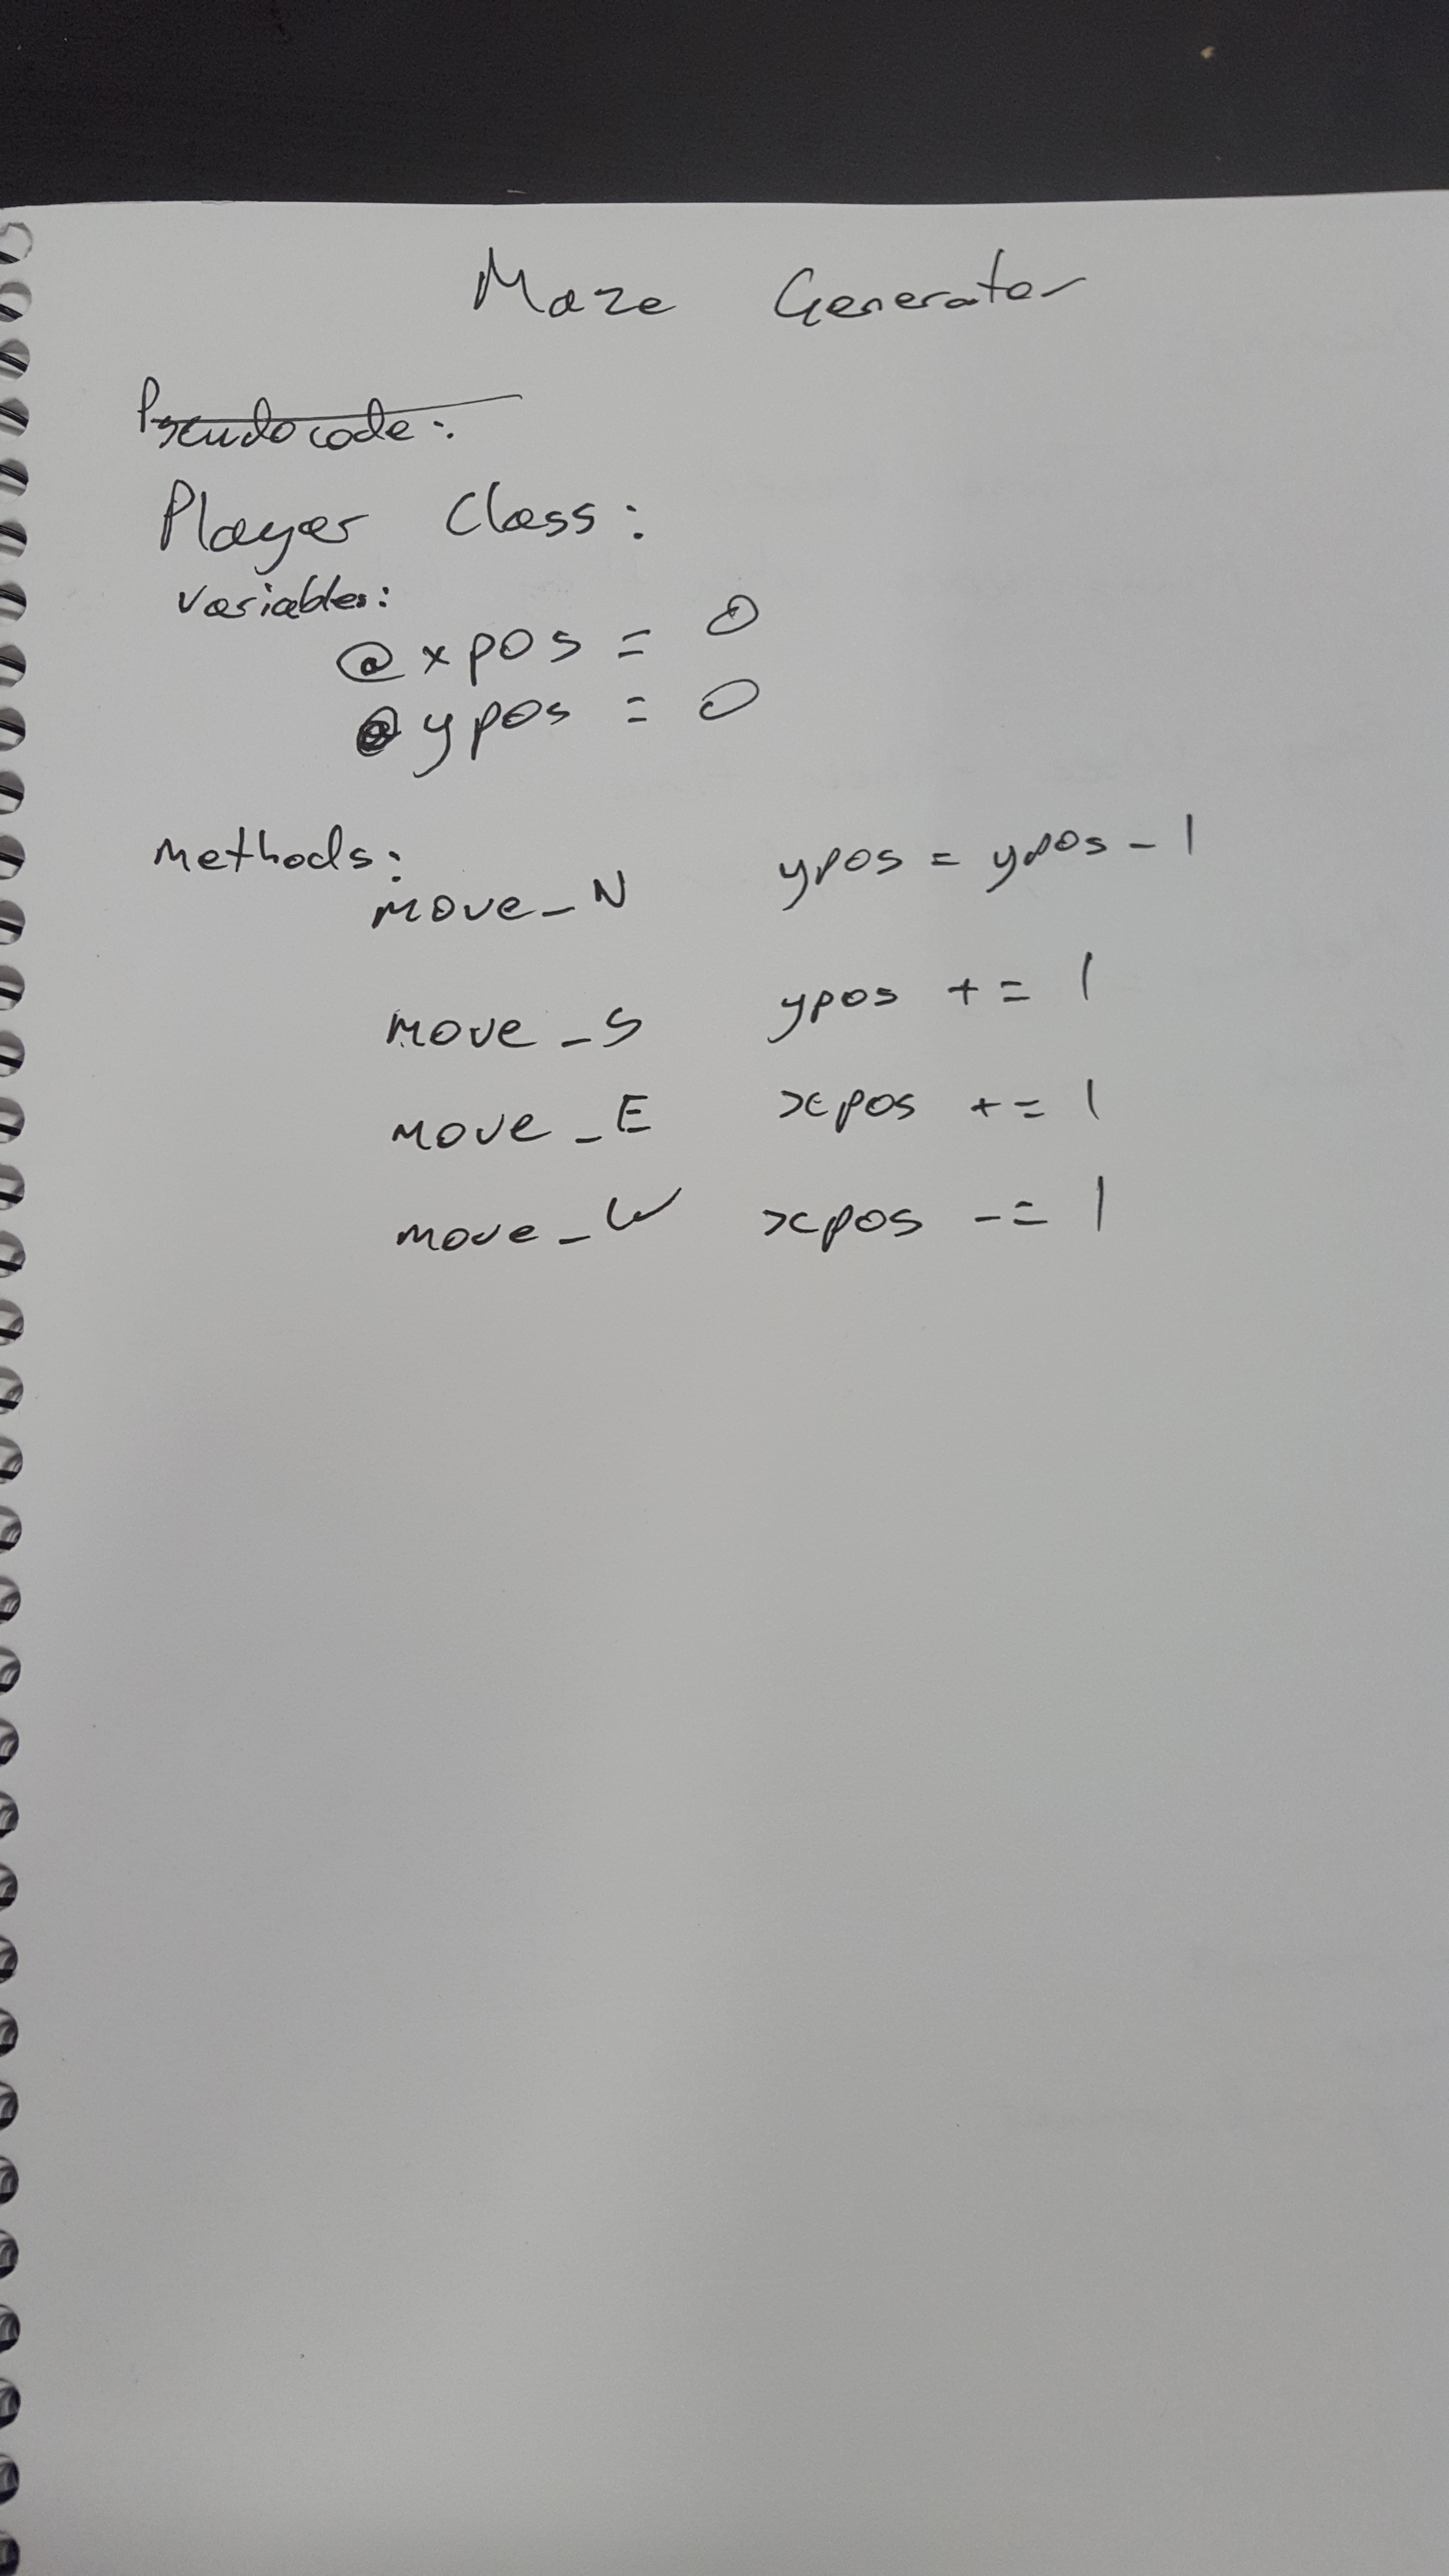 Maze Generator
Pseudocode:
Player Class:
variables:
@xpos = 0
@ypos = 0
Methods:
move_N ypos = ypos - 1
move_S ypos += 1
move_E xpos += 1
move_W xpos -= 1